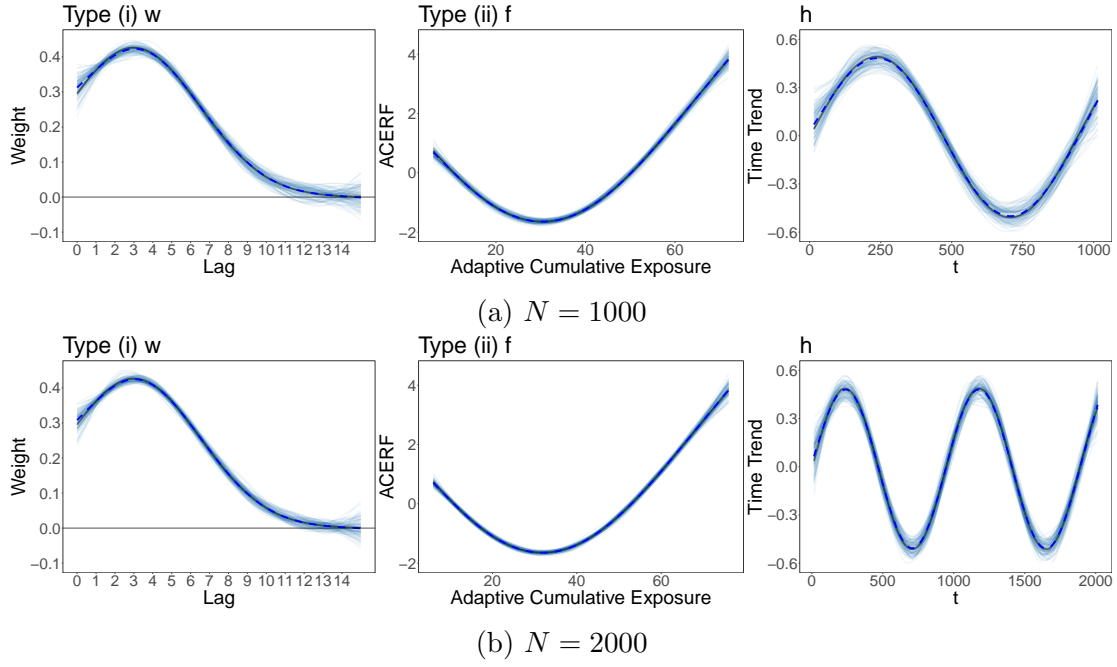 Type (i) w
Weight
0.4
0.3
0.2
0.1
0.0
−0.1
0 1 2 3 4 5 6 7 8 9 10 11 12 13 14
Lag
Type (ii) f
ACERF
4
2
0
−2
20 40 60
Adaptive Cumulative Exposure
h
Time Trend
0.6
0.3
0.0
−0.3
−0.6
0 250 500 750 1000
t
(a) N = 1000
Type (i) w
Weight
0.4
0.3
0.2
0.1
0.0
−0.1
0 1 2 3 4 5 6 7 8 9 10 11 12 13 14
Lag
Type (ii) f
ACERF
4
2
0
−2
20 40 60
Adaptive Cumulative Exposure
h
Time Trend
0.6
0.3
0.0
−0.3
−0.6
0 500 1000 1500 2000
t
(b) N = 2000